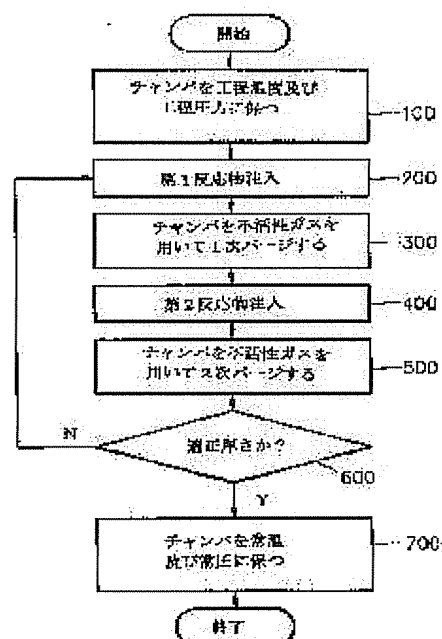 開始
チャンバを工程温度及び
工程圧力に保つ
100
第1反応物注入
200
チャンバを不活性ガスを
用いて1次パージする
300
第2反応物注入
400
チャンバを不活性ガスを
用いて2次パージする
500
適正厚さか?
N
600
Y
チャンバを常温
及び常圧に保つ
700
終了